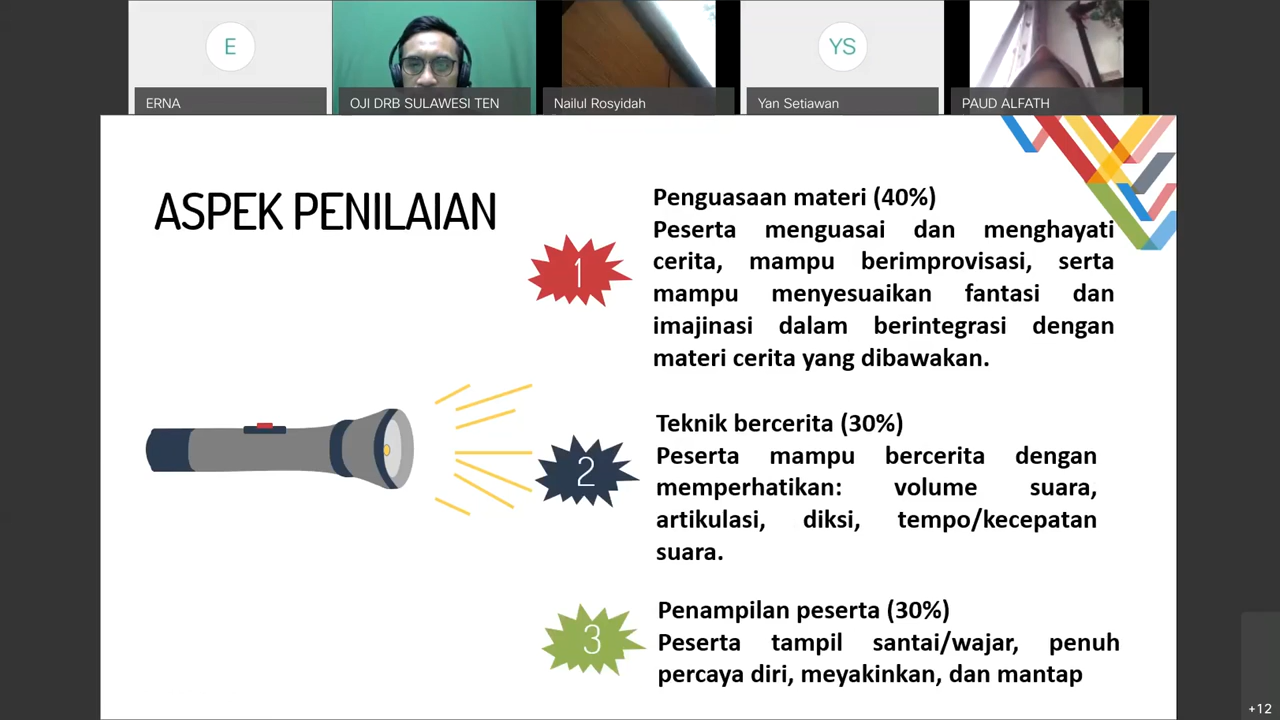 E
YS
ERNA
OJI DRB SULAWESI TEN
Nailul Rosyidah
Yan Setiawan
PAUD ALFATH
ASPEK PENILAIAN
1
Penguasaan materi (40%)
Peserta menguasai dan menghayati
cerita, mampu berimprovisasi, serta
mampu menyesuaikan fantasi dan
imajinasi dalam berintegrasi dengan
materi cerita yang dibawakan.
2
Teknik bercerita (30%)
Peserta mampu bercerita dengan
memperhatikan: volume suara,
artikulasi, diksi, tempo/kecepatan
suara.
3
Penampilan peserta (30%)
Peserta tampil santai/wajar, penuh
percaya diri, meyakinkan, dan mantap
+12